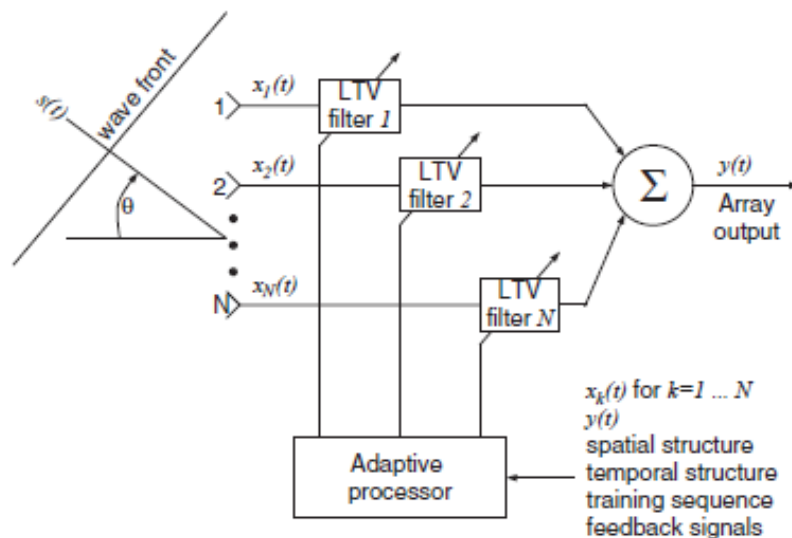 s(t)
wave front
θ
1
x1(t)
LTV
filter 1
2
x2(t)
LTV
filter 2
N
xN(t)
LTV
filter N
Σ
y(t)
Array
output
Adaptive
processor
xk(t) for k=1 ... N
y(t)
spatial structure
temporal structure
training sequence
feedback signals